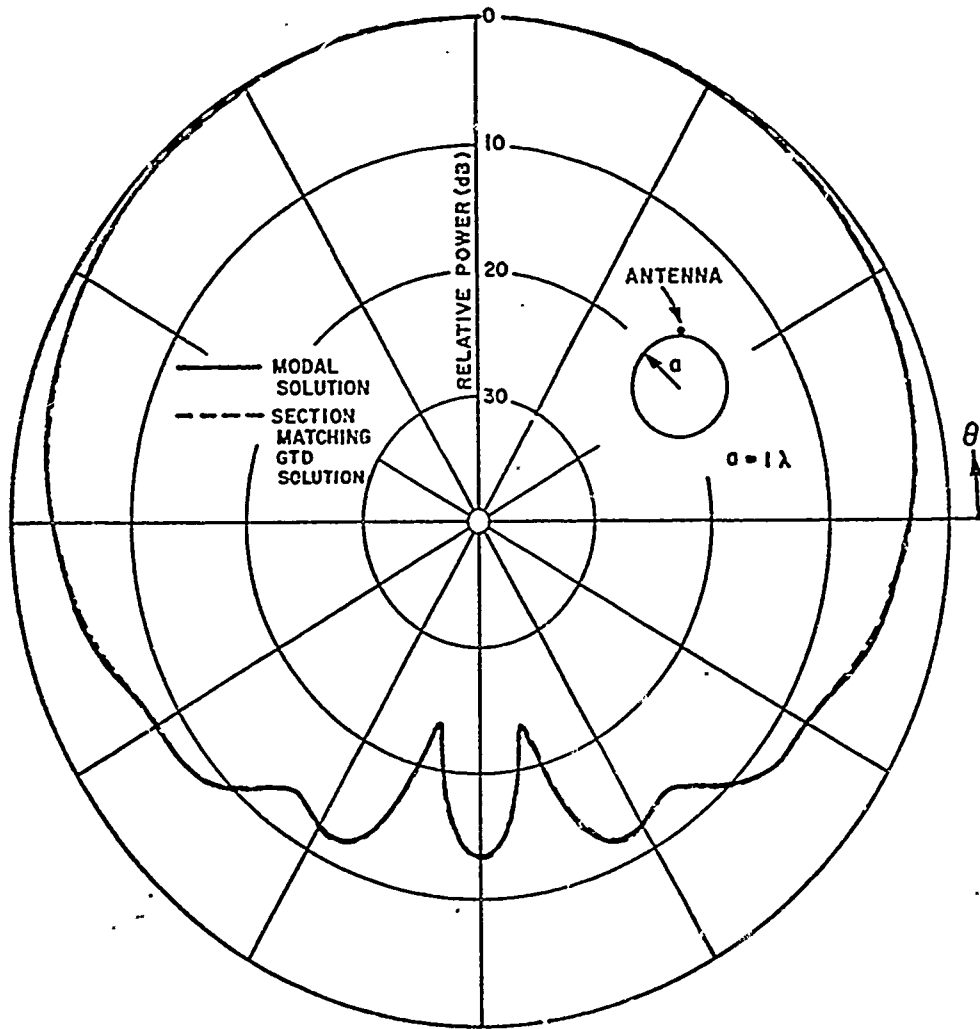 0
10
20
30
RELATIVE POWER (dB)
ANTENNA
a
a = 1 λ
θ
MODAL
SOLUTION
SECTION
MATCHING
GTD
SOLUTION